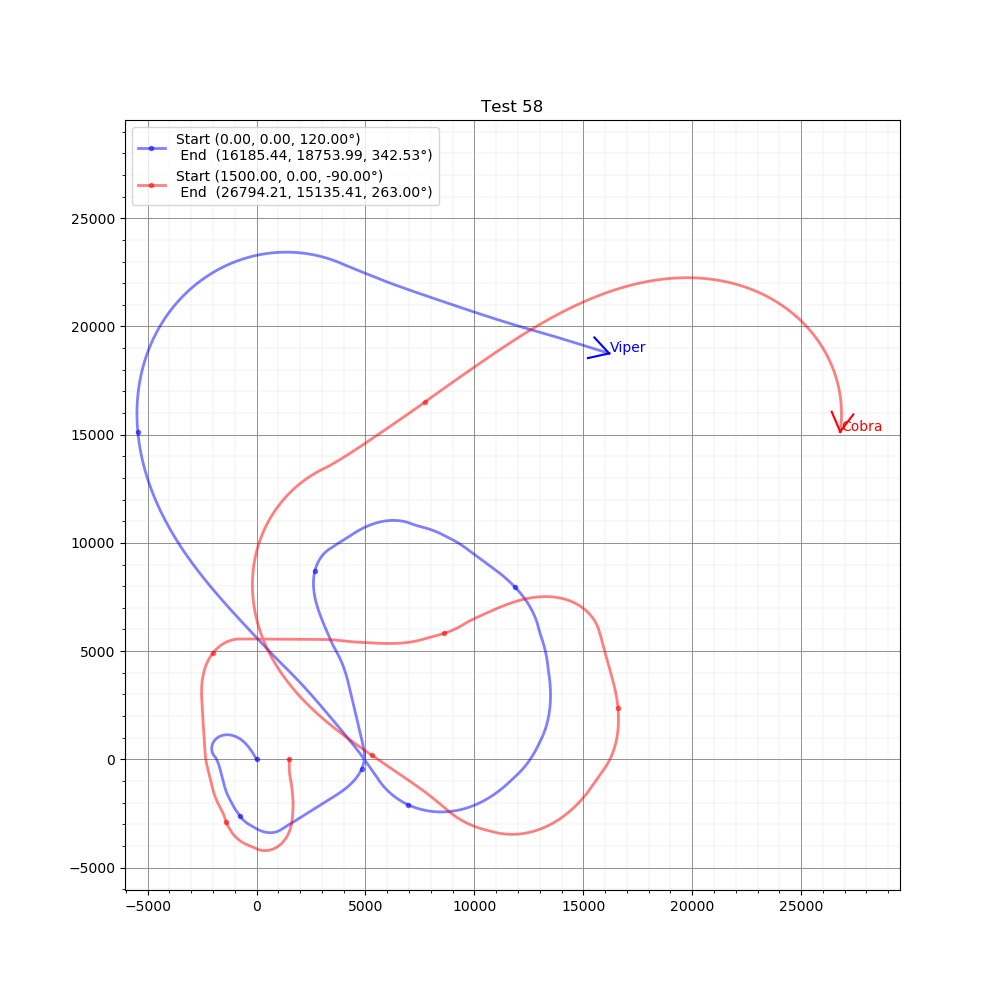 Test 58
Start (0.00, 0.00, 120.00°)
End  (16185.44, 18753.99, 342.53°)
Start (1500.00, 0.00, -90.00°)
End  (26794.21, 15135.41, 263.00°)
25000
20000
15000
10000
5000
0
−5000
Viper
Cobra
−5000 0 5000 10000 15000 20000 25000